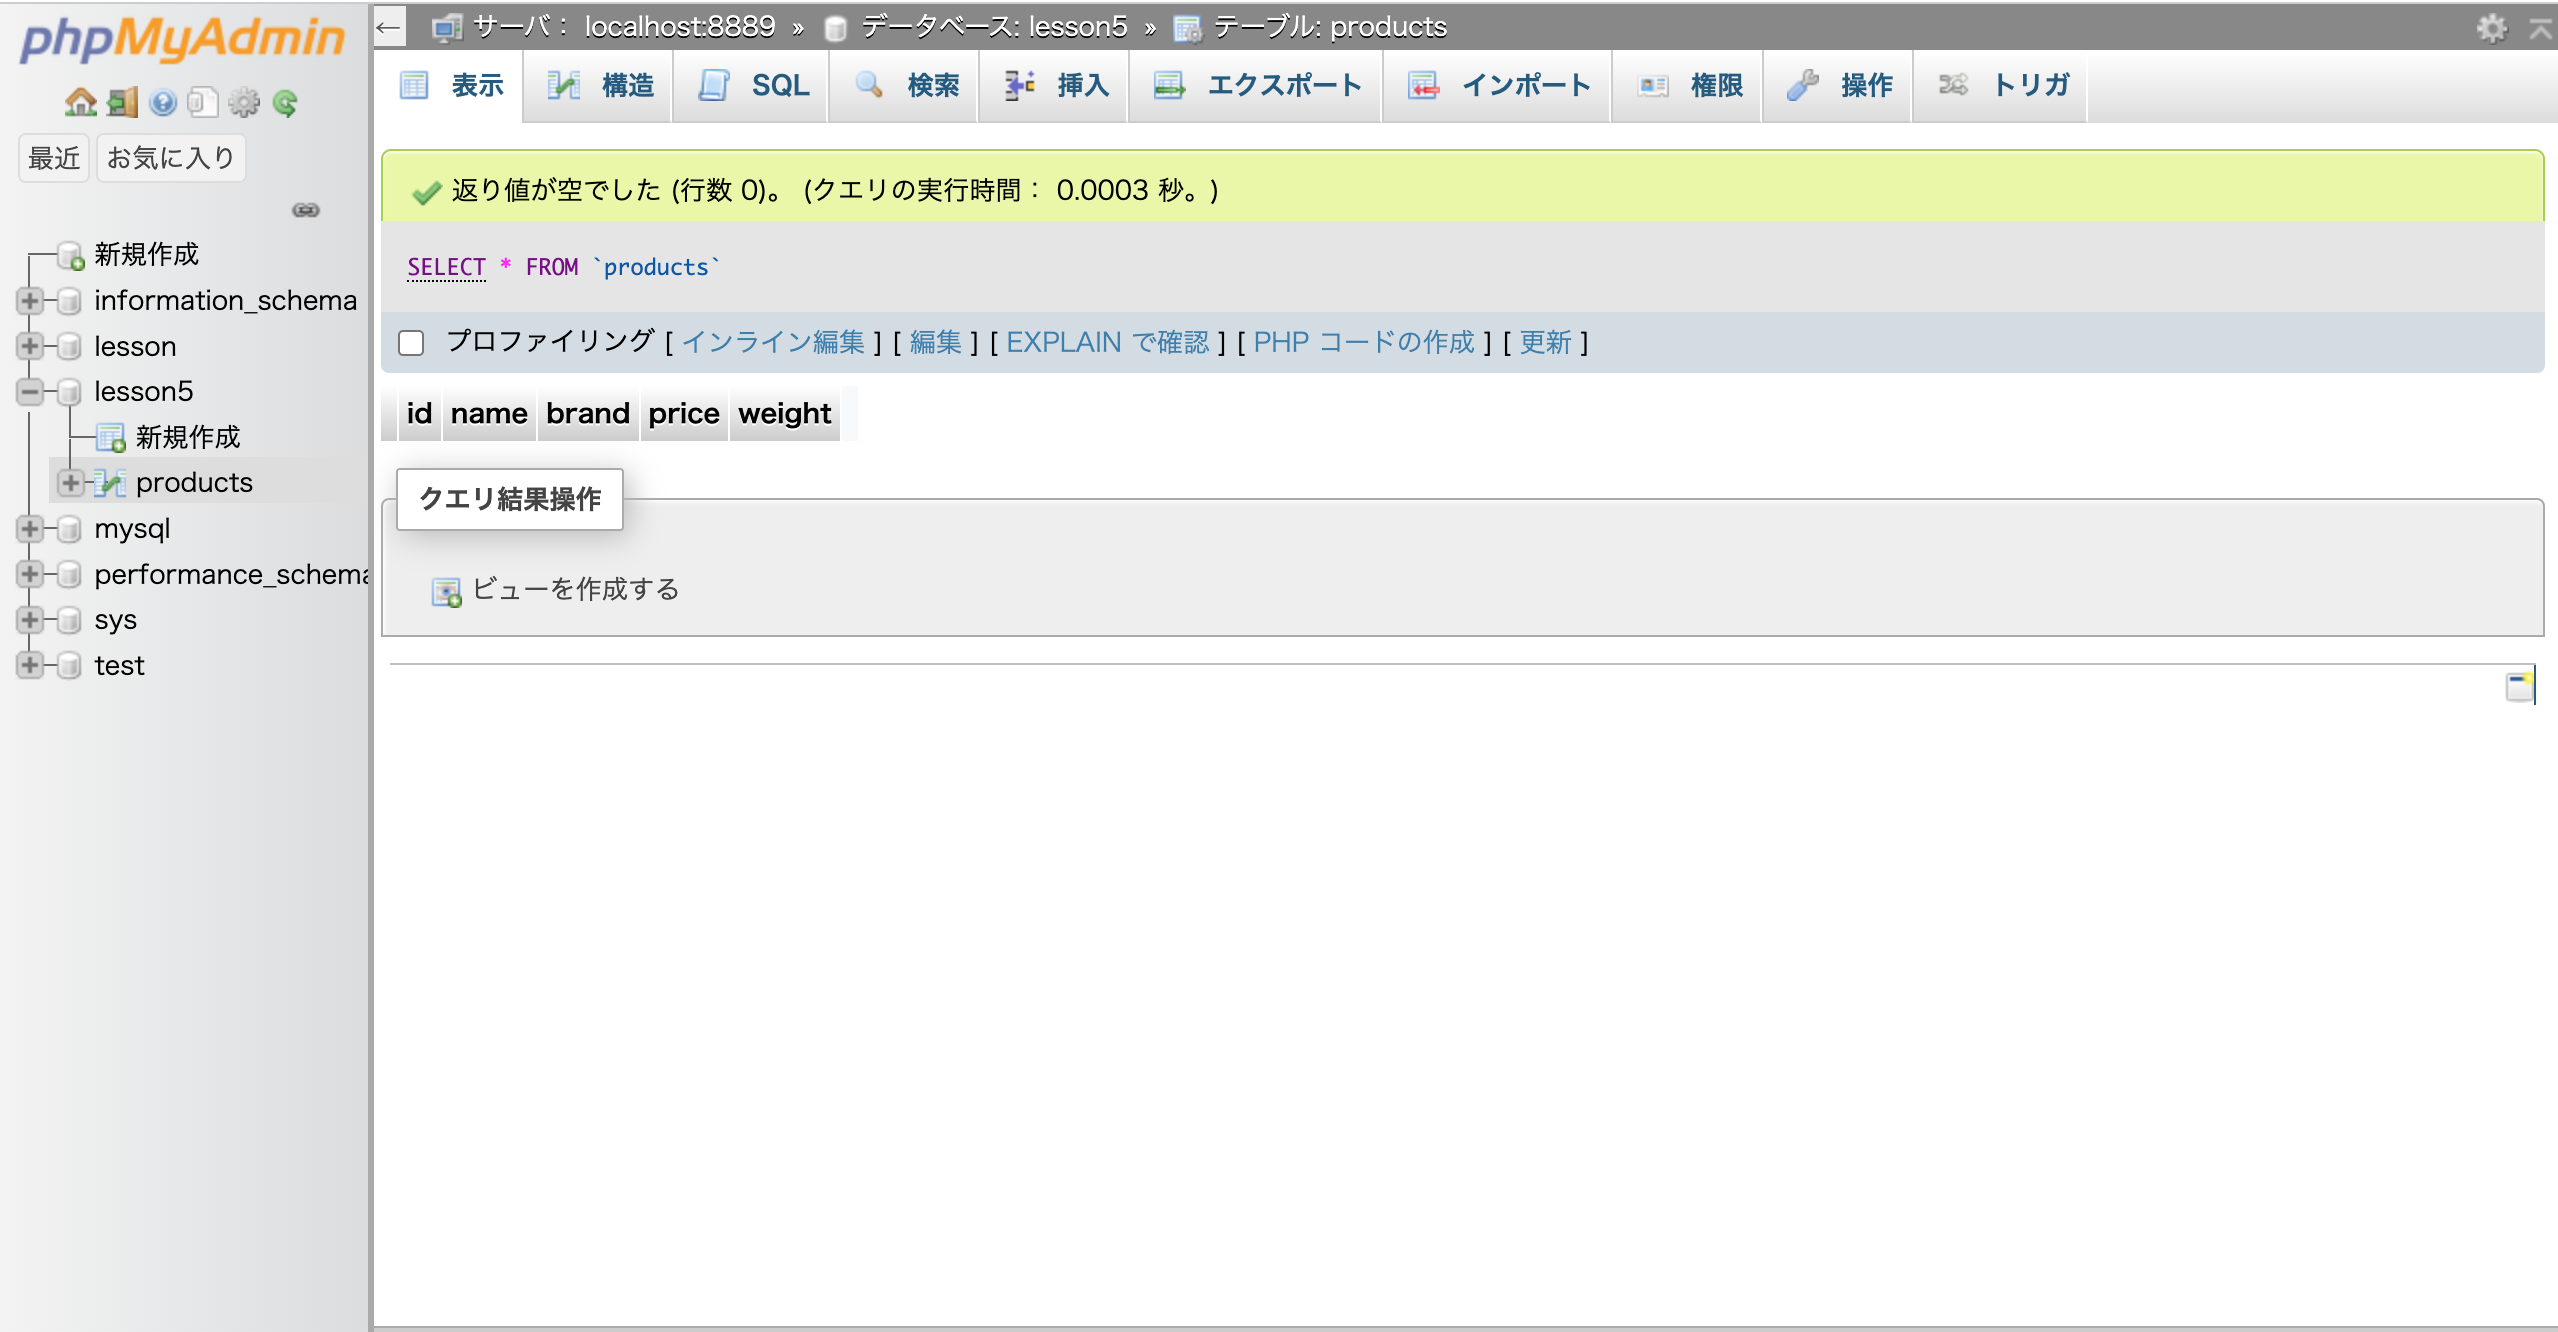 phpMyAdmin
最近 お気に入り
新規作成
information_schema
lesson
lesson5
新規作成
products
mysql
performance_schema
sys
test
← サーバ： localhost:8889 » データベース: lesson5 » テーブル: products
表示 構造 SQL 検索 挿入 エクスポート インポート 権限 操作 トリガ
返り値が空でした (行数 0)。 (クエリの実行時間： 0.0003 秒。)
SELECT * FROM `products`
プロファイリング [ インライン編集 ] [ 編集 ] [ EXPLAIN で確認 ] [ PHP コードの作成 ] [ 更新 ]
id name brand price weight
クエリ結果操作
ビューを作成する